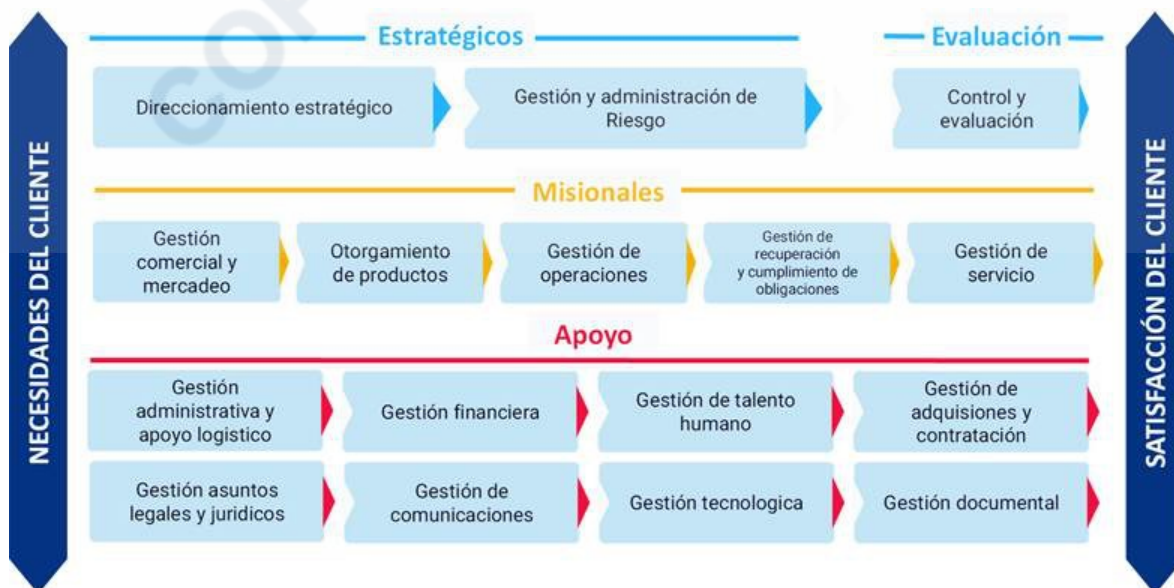 COP
Estratégicos
Evaluación
Direccionamiento estratégico
Gestión y administración de
Riesgo
Control y
evaluación
NECESIDADES DEL CLIENTE
SATISFACCIÓN DEL CLIENTE
Misionales
Gestión
comercial y
mercadeo
Otorgamiento
de productos
Gestión de
operaciones
Gestión de
recuperación
y cumplimiento de
obligaciones
Gestión de
servicio
Apoyo
Gestión
administrativa y
apoyo logistico
Gestión financiera
Gestión de talento
humano
Gestión de
adquisiones y
contratación
Gestión asuntos
legales y juridicos
Gestión de
comunicaciones
Gestión tecnologica
Gestión documental